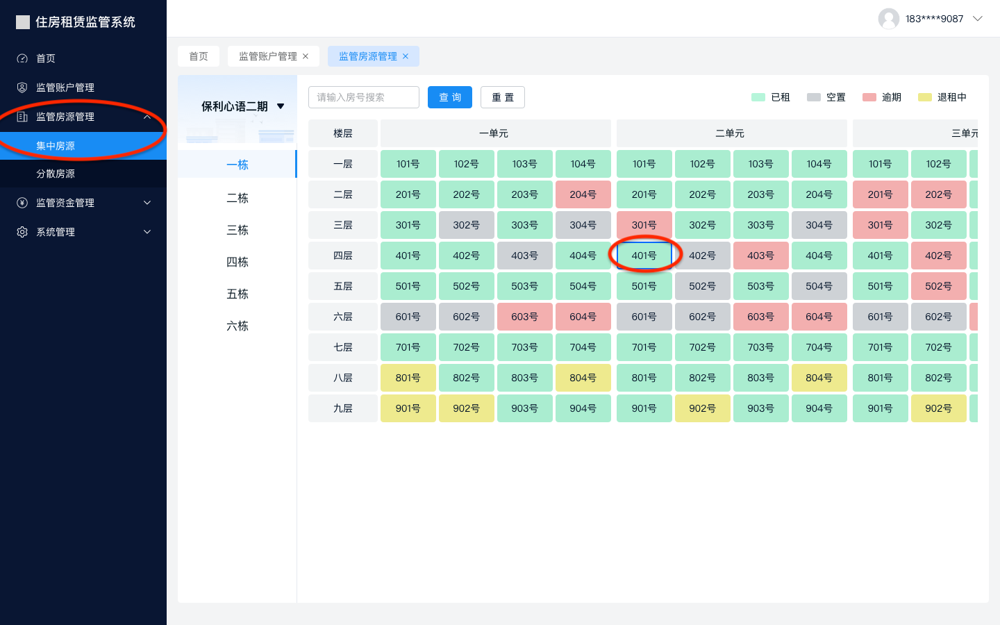 住房租赁监管系统
183****9087
首页
监管账户管理
监管房源管理
集中房源
分散房源
监管资金管理
系统管理
首页
监管账户管理 ×
监管房源管理 ×
保利心语二期
一栋
二栋
三栋
四栋
五栋
六栋
请输入房号搜索 查 询 重 置 已租 空置 逾期 退租中
楼层 一单元 二单元 三单元
一层 101号 102号 103号 104号 101号 102号 103号 104号 101号 102号
二层 201号 202号 203号 204号 201号 202号 203号 204号 201号 202号
三层 301号 302号 303号 304号 301号 302号 303号 304号 301号 302号
四层 401号 402号 403号 404号 401号 402号 403号 404号 401号 402号
五层 501号 502号 503号 504号 501号 502号 503号 504号 501号 502号
六层 601号 602号 603号 604号 601号 602号 603号 604号 601号 602号
七层 701号 702号 703号 704号 701号 702号 703号 704号 701号 702号
八层 801号 802号 803号 804号 801号 802号 803号 804号 801号 802号
九层 901号 902号 903号 904号 901号 902号 903号 904号 901号 902号